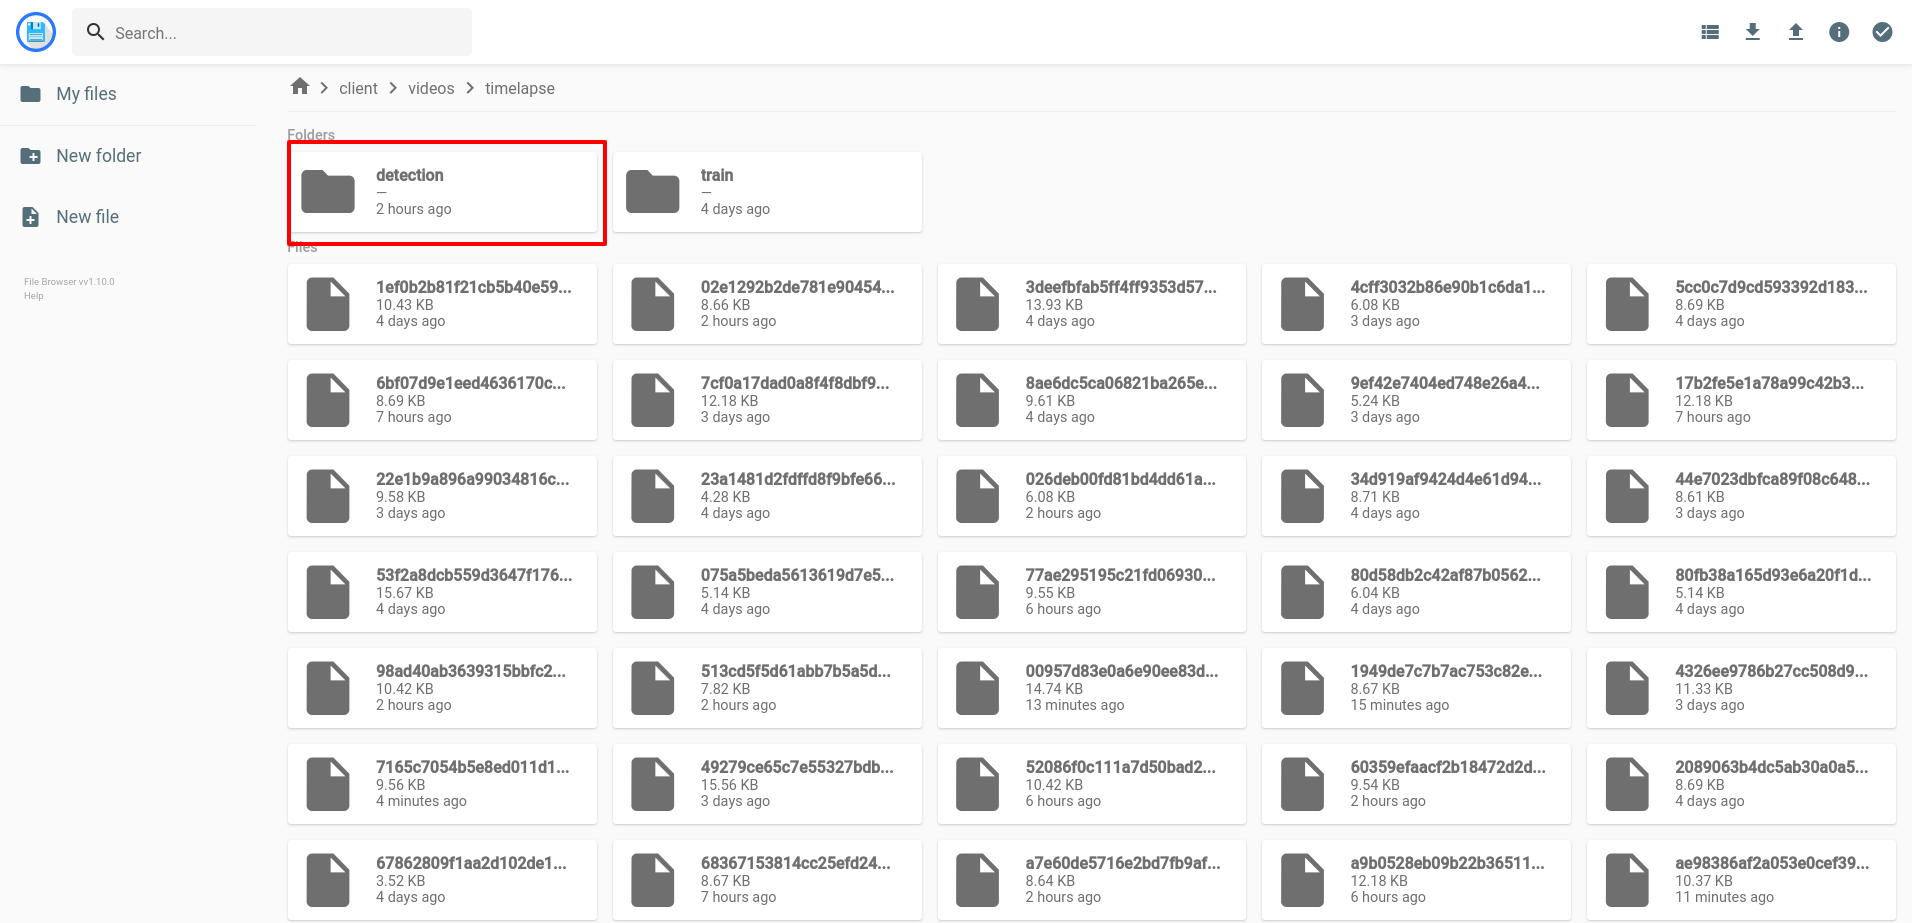 Search...
My files
New folder
New file
File Browser vv1.10.0
Help
client
videos
timelapse
Folders
detection
—
2 hours ago
train
—
4 days ago
Files
1ef0b2b81f21cb5b40e59...
10.43 KB
4 days ago
02e1292b2de781e90454...
8.66 KB
2 hours ago
3deefbfab5ff4ff9353d57...
13.93 KB
4 days ago
4cff3032b86e90b1c6da1...
6.08 KB
3 days ago
5cc0c7d9cd593392d183...
8.69 KB
4 days ago
6bf07d9e1eed4636170c...
8.69 KB
7 hours ago
7cf0a17dad0a8f4f8dbf9...
12.18 KB
3 days ago
8ae6dc5ca06821ba265e...
9.61 KB
4 days ago
9ef42e7404ed748e26a4...
5.24 KB
3 days ago
17b2fe5e1a78a99c42b3...
12.18 KB
7 hours ago
22e1b9a896a99034816c...
9.58 KB
3 days ago
23a1481d2fdffd8f9bfe66...
4.28 KB
4 days ago
026deb00fd81bd4dd61a...
6.08 KB
2 hours ago
34d919af9424d4e61d94...
8.71 KB
4 days ago
44e7023dbfca89f08c648...
8.61 KB
3 days ago
53f2a8dcb559d3647f176...
15.67 KB
4 days ago
075a5beda5613619d7e5...
5.14 KB
4 days ago
77ae295195c21fd06930...
9.55 KB
6 hours ago
80d58db2c42af87b0562...
6.04 KB
4 days ago
80fb38a165d93e6a20f1d...
5.14 KB
4 days ago
98ad40ab3639315bbfc2...
10.42 KB
2 hours ago
513cd5f5d61abb7b5a5d...
7.82 KB
2 hours ago
00957d83e0a6e90ee83d...
14.74 KB
13 minutes ago
1949de7c7b7ac753c82e...
8.67 KB
15 minutes ago
4326ee9786b27cc508d9...
11.33 KB
3 days ago
7165c7054b5e8ed011d1...
9.56 KB
4 minutes ago
49279ce65c7e55327bdb...
15.56 KB
3 days ago
52086f0c111a7d50bad2...
10.42 KB
6 hours ago
60359efaacf2b18472d2d...
9.54 KB
2 hours ago
2089063b4dc5ab30a0a5...
8.69 KB
4 days ago
67862809f1aa2d102de1...
3.52 KB
4 days ago
68367153814cc25efd24...
8.67 KB
7 hours ago
a7e60de5716e2bd7fb9af...
8.64 KB
2 hours ago
a9b0528eb09b22b36511...
12.18 KB
6 hours ago
ae98386af2a053e0cef39...
10.37 KB
11 minutes ago